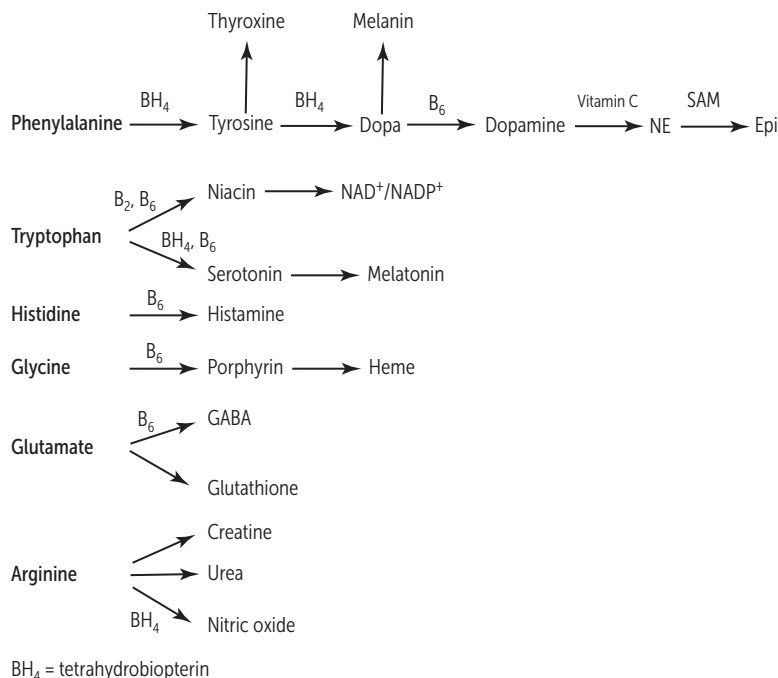 Thyroxine Melanin
BH4 BH4 B6 Vitamin C SAM
Phenylalanine Tyrosine Dopa Dopamine NE Epi
B2, B6 Niacin NAD+/NADP+
Tryptophan
BH4, B6
Serotonin Melatonin
B6
Histidine Histamine
B6
Glycine Porphyrin Heme
B6 GABA
Glutamate
Glutathione
Creatine
Arginine Urea
BH4 Nitric oxide
BH4 = tetrahydrobiopterin